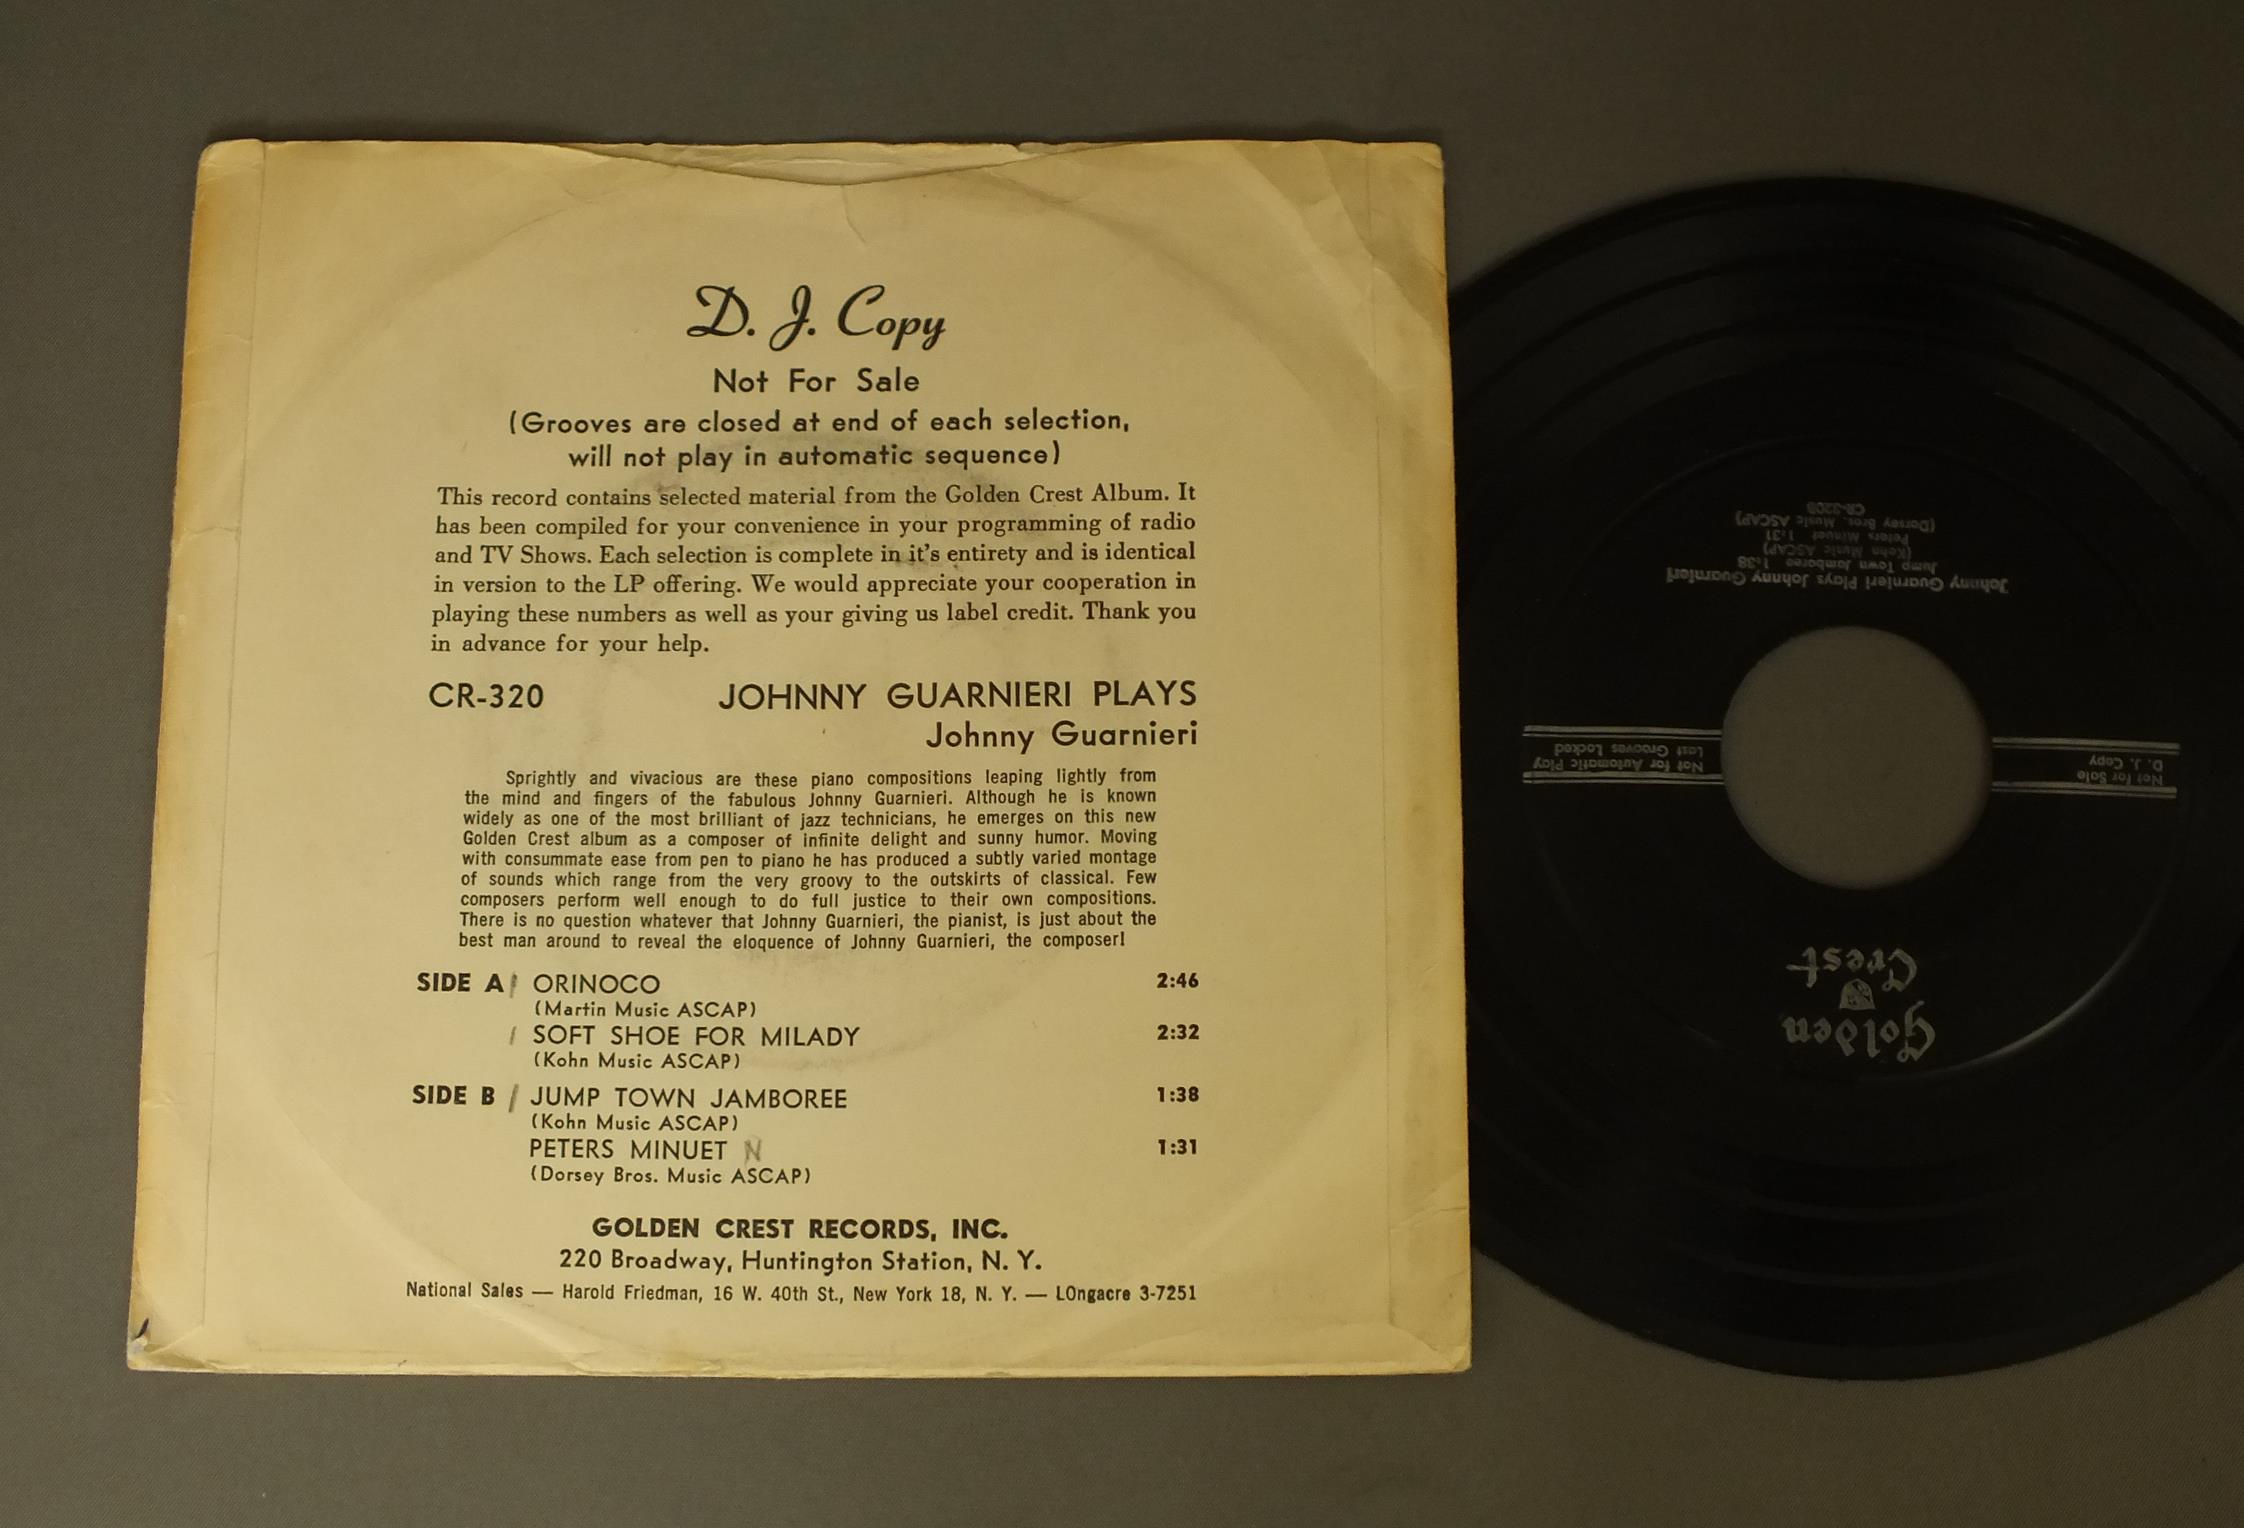 D. J. Copy
Not For Sale
(Grooves are closed at end of each selection,
will not play in automatic sequence)
This record contains selected material from the Golden Crest Album. It
has been compiled for your convenience in your programming of radio
and TV Shows. Each selection is complete in it's entirety and is identical
in version to the LP offering. We would appreciate your cooperation in
playing these numbers as well as your giving us label credit. Thank you
in advance for your help.
CR-320 JOHNNY GUARNIERI PLAYS
Johnny Guarnieri
Sprightly and vivacious are these piano compositions leaping lightly from
the mind and fingers of the fabulous Johnny Guarnieri. Although he is known
widely as one of the most brilliant of jazz technicians, he emerges on this new
Golden Crest album as a composer of infinite delight and sunny humor. Moving
with consummate ease from pen to piano he has produced a subtly varied montage
of sounds which range from the very groovy to the outskirts of classical. Few
composers perform well enough to do full justice to their own compositions.
There is no question whatever that Johnny Guarnieri, the pianist, is just about the
best man around to reveal the eloquence of Johnny Guarnieri, the composer!
SIDE A / ORINOCO 2:46
(Martin Music ASCAP)
/ SOFT SHOE FOR MILADY 2:32
(Kohn Music ASCAP)
SIDE B / JUMP TOWN JAMBOREE 1:38
(Kohn Music ASCAP)
PETERS MINUET N 1:31
(Dorsey Bros. Music ASCAP)
GOLDEN CREST RECORDS, INC.
220 Broadway, Huntington Station, N. Y.
National Sales — Harold Friedman, 16 W. 40th St., New York 18, N. Y. — LOngacre 3-7251
Golden
Crest
Not for Sale
D. J. Copy
Not for Automatic Play
Last Grooves Locked
Johnny Guarnieri Plays Johnny Guarnieri
Jump Town Jamboree 1:38
(Kohn Music ASCAP)
Peters Minuet 1:31
(Dorsey Bros. Music ASCAP)
CR-320B